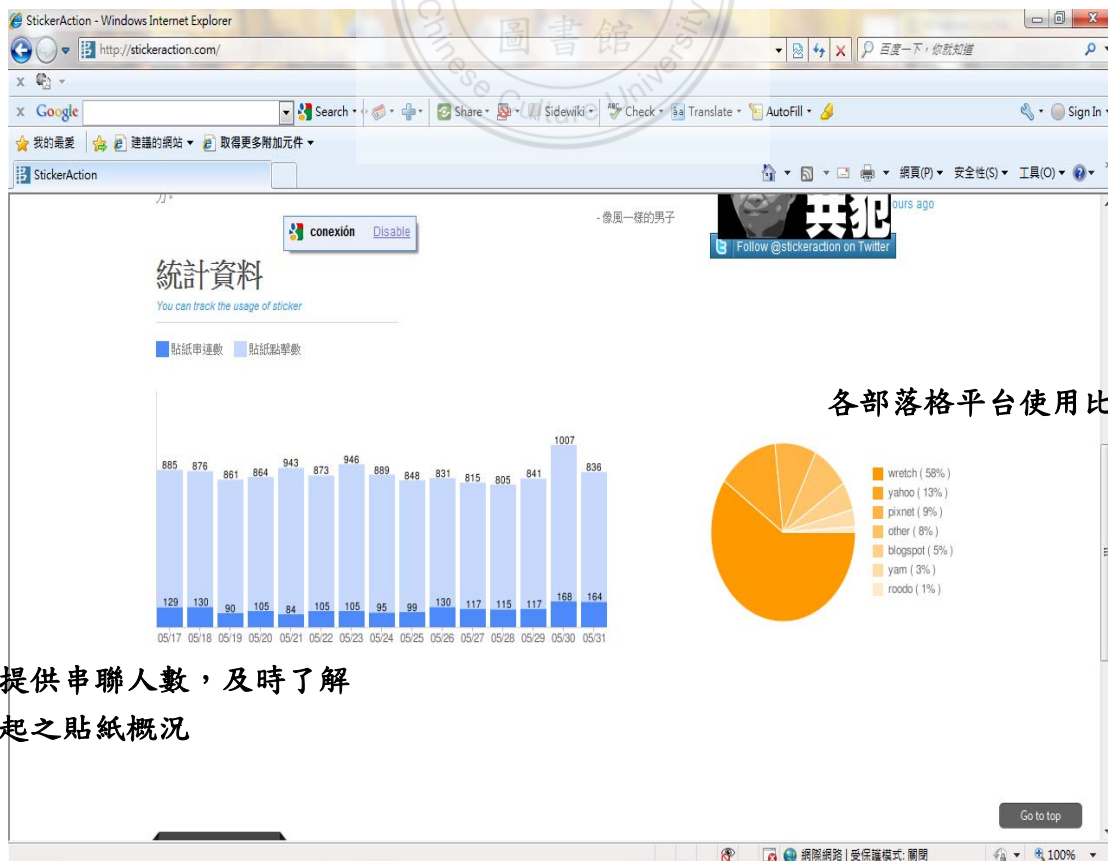 StickerAction - Windows Internet Explorer
http://stickeraction.com/
百度一下，你就知道
圖書館
Chinese Culture University
x
x Google Search Share Sidewiki Check Translate AutoFill Sign In
我的最愛 建議的網站 取得更多附加元件
StickerAction 網頁(P) 安全性(S) 工具(O)
力。
- 像風一樣的男子
共犯
ours ago
conexión Disable
Follow @stickeraction on Twitter
統計資料
You can track the usage of sticker
貼紙串連數 貼紙點擊數
各部落格平台使用比
885 876 861 864 943 873 946 889 848 831 815 805 841 1007 836
129 130 90 105 84 105 105 95 99 130 117 115 117 168 164
05/17 05/18 05/19 05/20 05/21 05/22 05/23 05/24 05/25 05/26 05/27 05/28 05/29 05/30 05/31
wretch ( 58% )
yahoo ( 13% )
pixnet ( 9% )
other ( 8% )
blogspot ( 5% )
yam ( 3% )
roodo ( 1% )
提供串聯人數，及時了解
起之貼紙概況
Go to top
網際網路 | 受保護模式: 關閉 100%